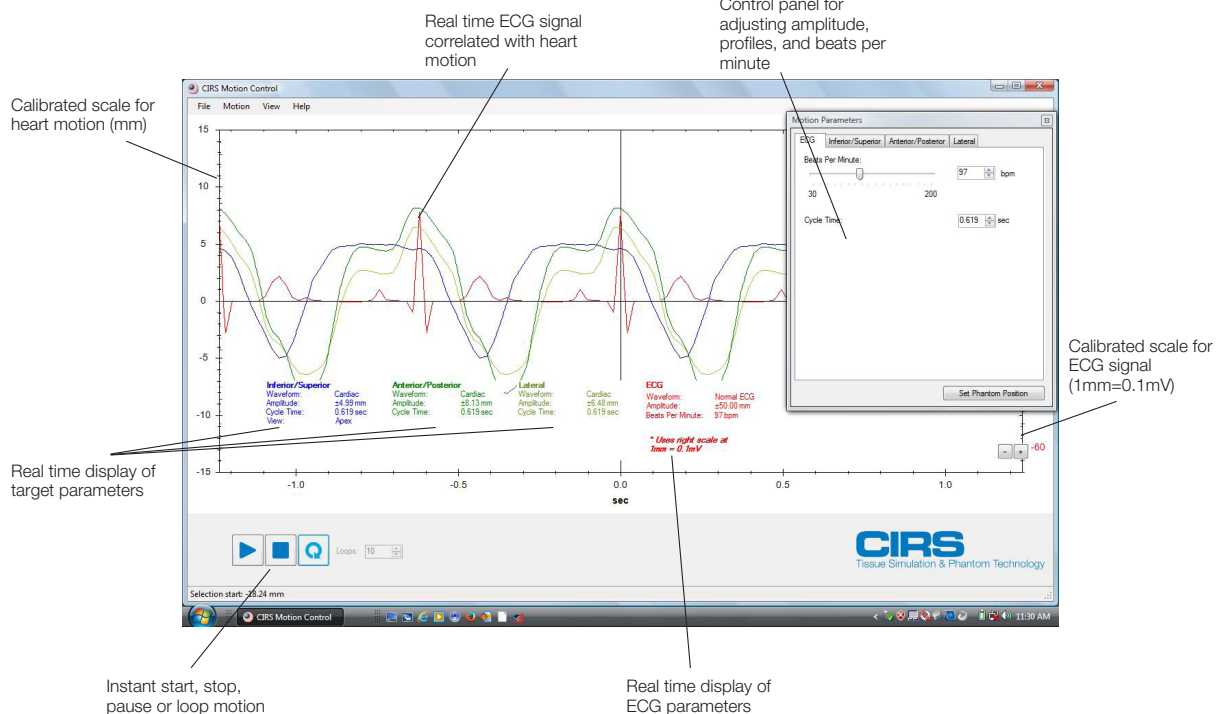 Control panel for
adjusting amplitude,
profiles, and beats per
minute
Real time ECG signal
correlated with heart
motion
Calibrated scale for
heart motion (mm)
CIRS Motion Control
File Motion View Help
Motion Parameters
ECG Inferior/Superior Anterior/Posterior Lateral
Beats Per Minute:
97 bpm
30 200
Cycle Time: 0.619 sec
Set Phantom Position
15
10
5
0
-5
-10
-15
-1.0 -0.5 0.0 0.5 1.0
sec
Inferior/Superior
Waveform: Cardiac
Amplitude: ±4.99 mm
Cycle Time: 0.619 sec
View: Apex
Anterior/Posterior
Waveform: Cardiac
Amplitude: ±8.13 mm
Cycle Time: 0.619 sec
Lateral
Waveform: Cardiac
Amplitude: ±6.48 mm
Cycle Time: 0.619 sec
ECG
Waveform: Normal ECG
Amplitude: ±50.00 mm
Beats Per Minute: 97 bpm
* Uses right scale at
1mm = 0.1mV
-60
- +
Calibrated scale for
ECG signal
(1mm=0.1mV)
Real time display of
target parameters
Loops: 10
CIRS
Tissue Simulation & Phantom Technology
Selection start: -18.24 mm
CIRS Motion Control
11:30 AM
Instant start, stop,
pause or loop motion
Real time display of
ECG parameters